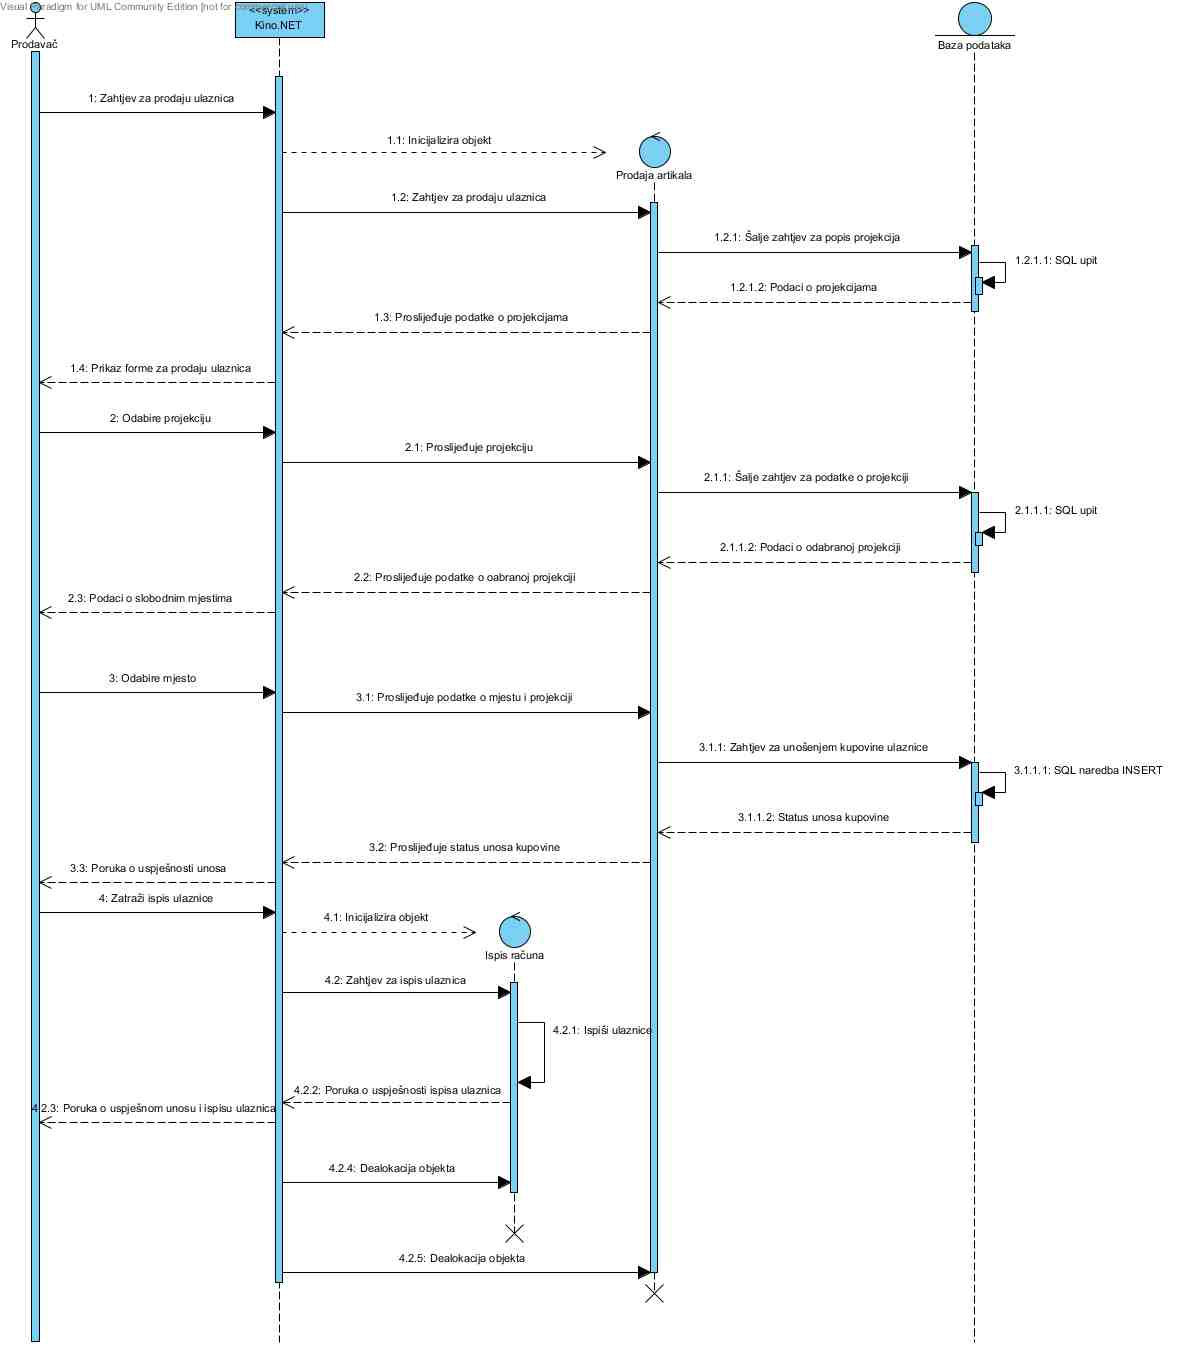 Visual Paradigm for UML Community Edition [not for
<<system>>
Kino.NET
Prodavač
Baza podataka
1: Zahtjev za prodaju ulaznica
1.1: Inicijalizira objekt
Prodaja artikala
1.2: Zahtjev za prodaju ulaznica
1.2.1: Šalje zahtjev za popis projekcija
1.2.1.1: SQL upit
1.2.1.2: Podaci o projekcijama
1.3: Proslijeđuje podatke o projekcijama
1.4: Prikaz forme za prodaju ulaznica
2: Odabire projekciju
2.1: Proslijeđuje projekciju
2.1.1: Šalje zahtjev za podatke o projekciji
2.1.1.1: SQL upit
2.1.1.2: Podaci o odabranoj projekciji
2.2: Proslijeđuje podatke o oabranoj projekciji
2.3: Podaci o slobodnim mjestima
3: Odabire mjesto
3.1: Proslijeđuje podatke o mjestu i projekciji
3.1.1: Zahtjev za unošenjem kupovine ulaznice
3.1.1.1: SQL naredba INSERT
3.1.1.2: Status unosa kupovine
3.2: Proslijeđuje status unosa kupovine
3.3: Poruka o uspješnosti unosa
4: Zatraži ispis ulaznice
4.1: Inicijalizira objekt
Ispis računa
4.2: Zahtjev za ispis ulaznica
4.2.1: Ispiši ulaznice
4.2.2: Poruka o uspješnosti ispisa ulaznica
4.2.3: Poruka o uspješnom unosu i ispisu ulaznica
4.2.4: Dealokacija objekta
4.2.5: Dealokacija objekta